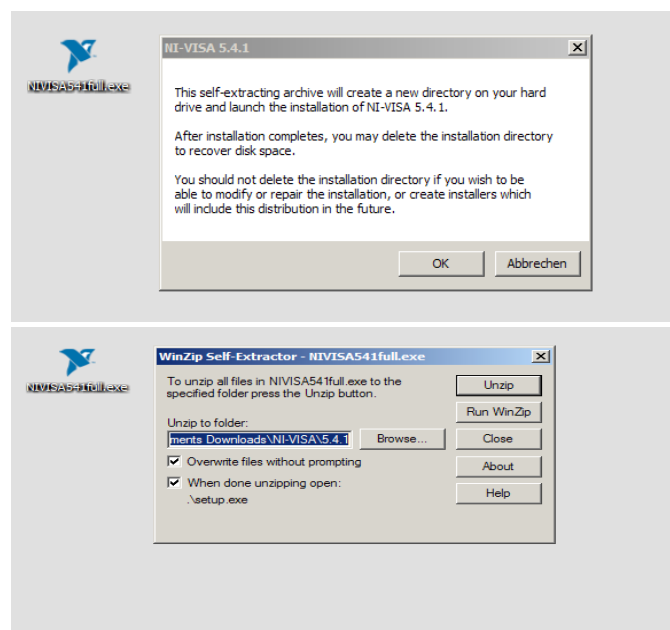 NI-VISA 5.4.1
NIVISA541full.exe
This self-extracting archive will create a new directory on your hard
drive and launch the installation of NI-VISA 5.4.1.
After installation completes, you may delete the installation directory
to recover disk space.
You should not delete the installation directory if you wish to be
able to modify or repair the installation, or create installers which
will include this distribution in the future.
OK
Abbrechen
WinZip Self-Extractor - NIVISA541full.exe
NIVISA541full.exe
To unzip all files in NIVISA541full.exe to the
specified folder press the Unzip button.
Unzip to folder:
ments Downloads\NI-VISA\5.4.1
Browse...
Overwrite files without prompting
When done unzipping open:
.\setup.exe
Unzip
Run WinZip
Close
About
Help